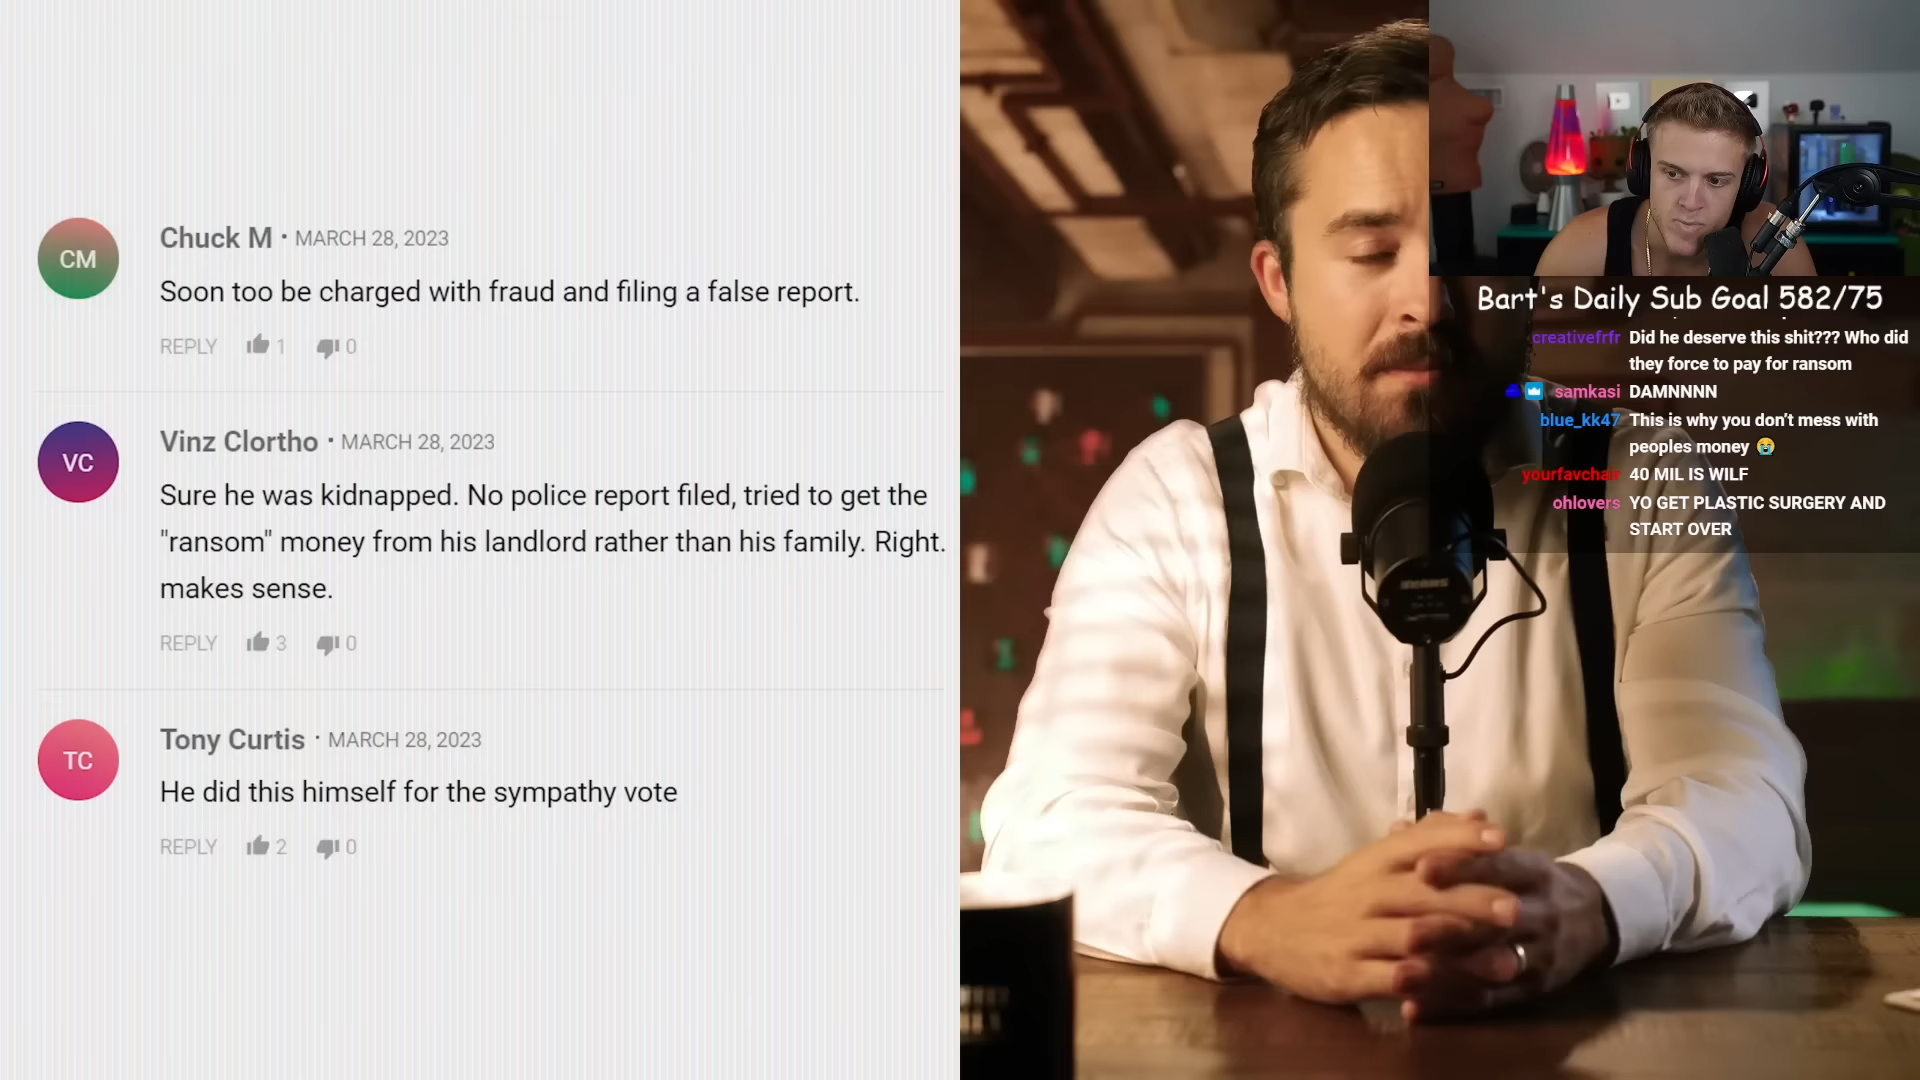 CM
Chuck M • MARCH 28, 2023
Soon too be charged with fraud and filing a false report.
REPLY 1 0
VC
Vinz Clortho • MARCH 28, 2023
Sure he was kidnapped. No police report filed, tried to get the
"ransom" money from his landlord rather than his family. Right.
makes sense.
REPLY 3 0
TC
Tony Curtis • MARCH 28, 2023
He did this himself for the sympathy vote
REPLY 2 0
Bart's Daily Sub Goal 582/75
creativefrfr Did he deserve this shit??? Who did
they force to pay for ransom
samkasi DAMNNNN
blue_kk47 This is why you don’t mess with
peoples money 😭
yourfavchair 40 MIL IS WILF
ohlovers YO GET PLASTIC SURGERY AND
START OVER